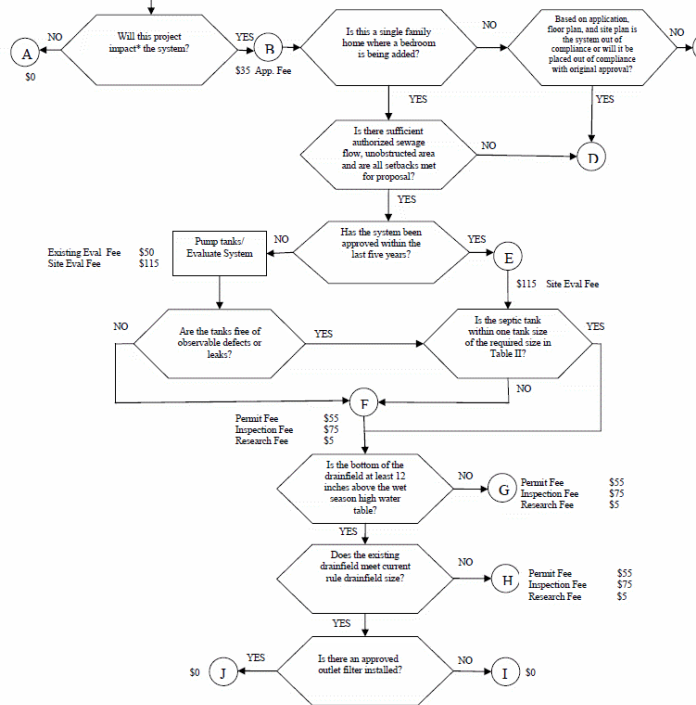 Will this project
impact* the system?
NO
YES
A
$0
B
$35 App. Fee
Is this a single family
home where a bedroom
is being added?
NO
YES
Based on application,
floor plan, and site plan is
the system out of
compliance or will it be
placed out of compliance
with original approval?
NO
YES
Is there sufficient
authorized sewage
flow, unobstructed area
and are all setbacks met
for proposal?
NO
D
YES
Has the system been
approved within the
last five years?
NO
YES
Pump tanks/
Evaluate System
Existing Eval Fee $50
Site Eval Fee $115
E
$115 Site Eval Fee
Are the tanks free of
observable defects or
leaks?
NO
YES
Is the septic tank
within one tank size
of the required size in
Table II?
YES
NO
F
Permit Fee $55
Inspection Fee $75
Research Fee $5
Is the bottom of the
drainfield at least 12
inches above the wet
season high water
table?
NO
G
Permit Fee $55
Inspection Fee $75
Research Fee $5
YES
Does the existing
drainfield meet current
rule drainfield size?
NO
H
Permit Fee $55
Inspection Fee $75
Research Fee $5
YES
Is there an approved
outlet filter installed?
YES
J
$0
NO
I
$0